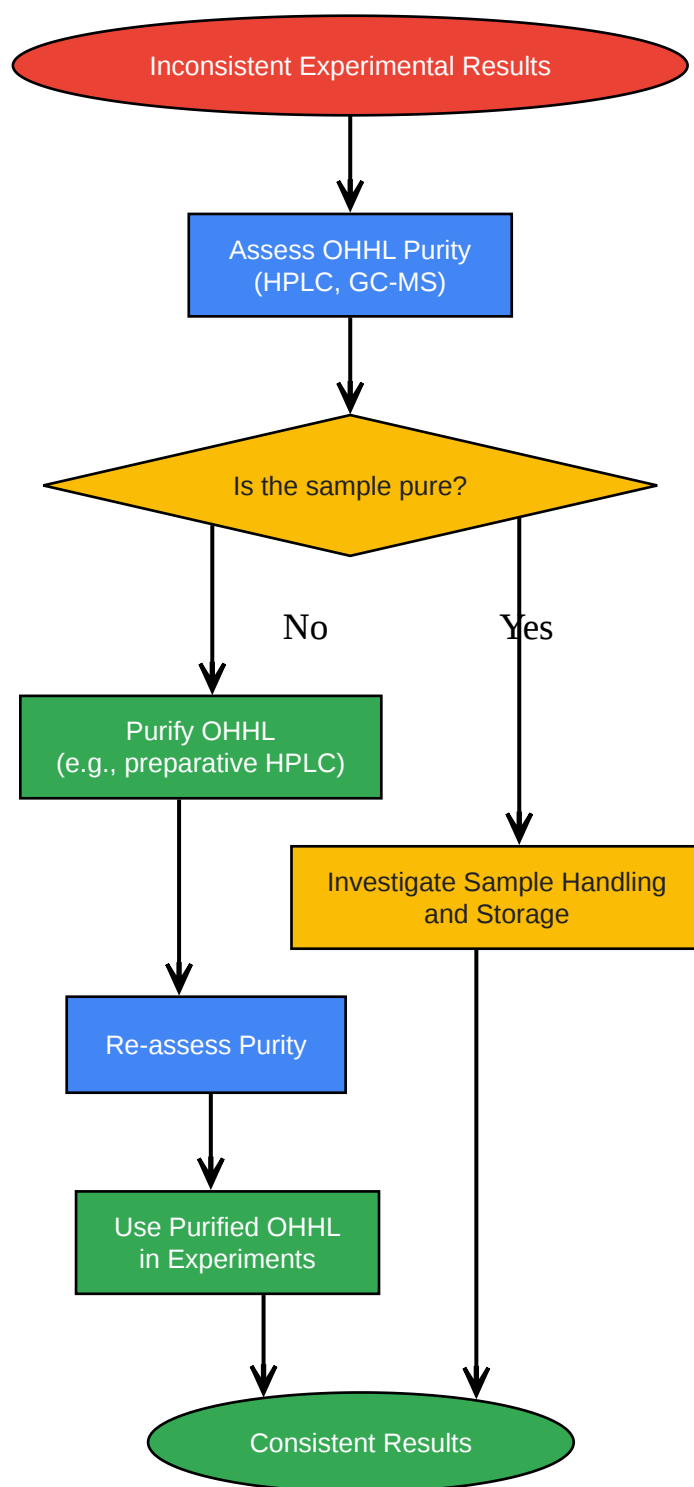 Inconsistent Experimental Results
Assess OHHL Purity
(HPLC, GC-MS)
Is the sample pure?
No
Yes
Purify OHHL
(e.g., preparative HPLC)
Investigate Sample Handling
and Storage
Re-assess Purity
Use Purified OHHL
in Experiments
Consistent Results